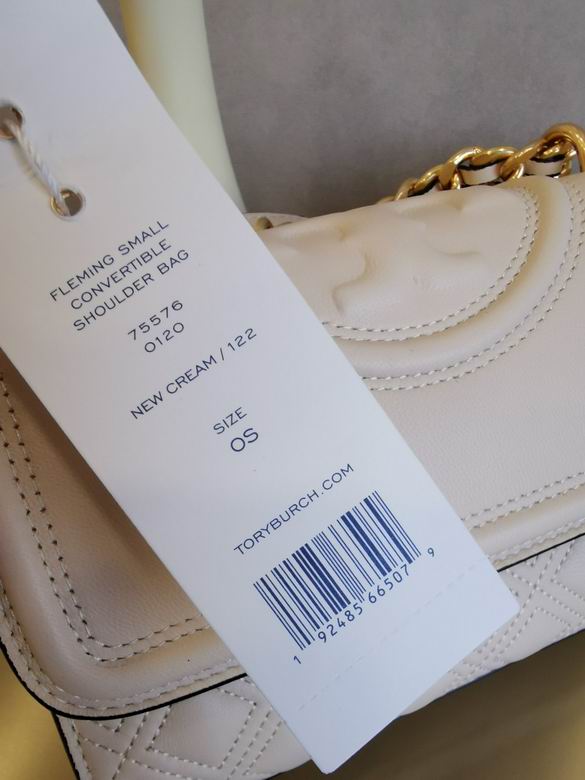 FLEMING SMALL
CONVERTIBLE
SHOULDER BAG
75576
0120
NEW CREAM / 122
SIZE
OS
TORYBURCH.COM
1 92485 66507 9